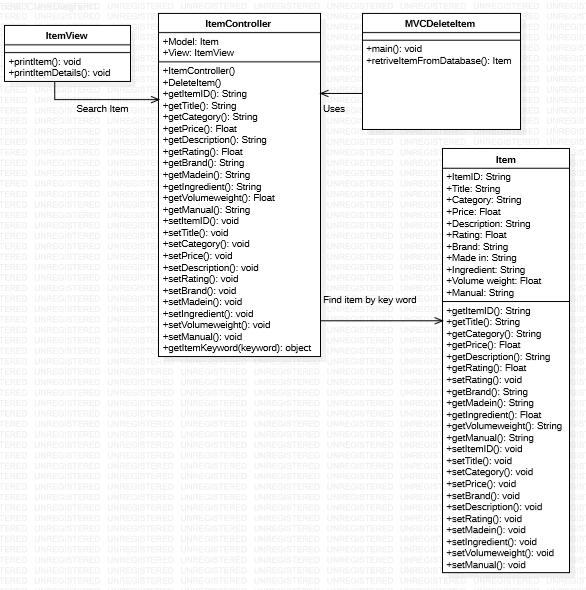 ItemView
+printItem(): void
+printItemDetails(): void
Search Item
ItemController
+Model: Item
+View: ItemView
+ItemController()
+DeleteItem()
+getItemID(): String
+getTitle(): String
+getCategory(): String
+getPrice(): Float
+getDescription(): String
+getRating(): Float
+getBrand(): String
+getMadein(): String
+getIngredient(): String
+getVolumeweight(): Float
+getManual(): String
+setItemID(): void
+setTitle(): void
+setCategory(): void
+setPrice(): void
+setDescription(): void
+setRating(): void
+setBrand(): void
+setMadein(): void
+setIngredient(): void
+setVolumeweight(): void
+setManual(): void
+getItemKeyword(keyword): object
MVCDeleteItem
+main(): void
+retriveItemFromDatabase(): Item
Uses
Find item by key word
Item
+ItemID: String
+Title: String
+Category: String
+Price: Float
+Description: String
+Rating: Float
+Brand: String
+Made in: String
+Ingredient: String
+Volume weight: Float
+Manual: String
+getItemID(): String
+getTitle(): String
+getCategory(): String
+getPrice(): Float
+getDescription(): String
+getRating(): Float
+setRating(): void
+getBrand(): String
+getMadein(): String
+getIngredient(): Float
+getVolumeweight(): String
+getManual(): String
+setItemID(): void
+setTitle(): void
+setCategory(): void
+setPrice(): void
+setBrand(): void
+setDescription(): void
+setRating(): void
+setMadein(): void
+setIngredient(): void
+setVolumeweight(): void
+setManual(): void
UNREGISTERED